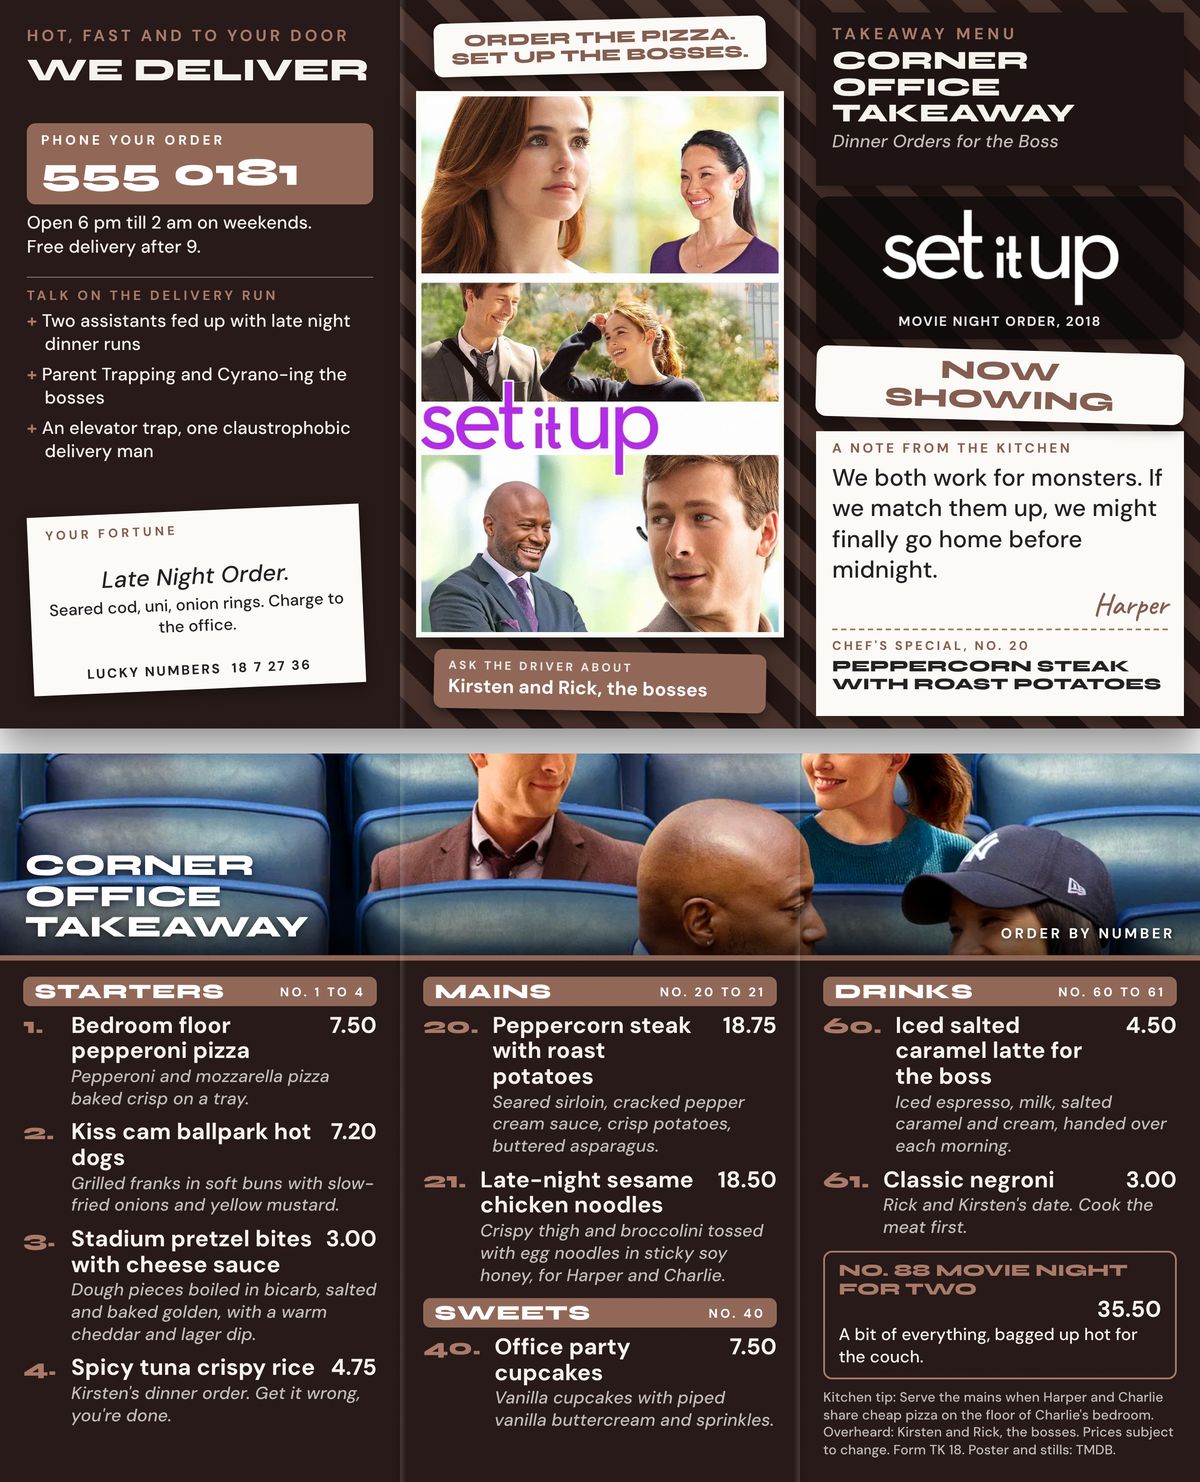 HOT, FAST AND TO YOUR DOOR
WE DELIVER
PHONE YOUR ORDER
555 0181
Open 6 pm till 2 am on weekends.
Free delivery after 9.
TALK ON THE DELIVERY RUN
+ Two assistants fed up with late night
dinner runs
+ Parent Trapping and Cyrano-ing the
bosses
+ An elevator trap, one claustrophobic
delivery man
YOUR FORTUNE
Late Night Order.
Seared cod, uni, onion rings. Charge to
the office.
LUCKY NUMBERS 18 7 27 36
ORDER THE PIZZA.
SET UP THE BOSSES.
set it up
ASK THE DRIVER ABOUT
Kirsten and Rick, the bosses
TAKEAWAY MENU
CORNER
OFFICE
TAKEAWAY
Dinner Orders for the Boss
set it up
MOVIE NIGHT ORDER, 2018
NOW
SHOWING
A NOTE FROM THE KITCHEN
We both work for monsters. If
we match them up, we might
finally go home before
midnight.
Harper
CHEF'S SPECIAL, NO. 20
PEPPERCORN STEAK
WITH ROAST POTATOES
CORNER
OFFICE
TAKEAWAY
ORDER BY NUMBER
STARTERS NO. 1 TO 4
1. Bedroom floor 7.50
pepperoni pizza
Pepperoni and mozzarella pizza
baked crisp on a tray.
2. Kiss cam ballpark hot 7.20
dogs
Grilled franks in soft buns with slow-
fried onions and yellow mustard.
3. Stadium pretzel bites 3.00
with cheese sauce
Dough pieces boiled in bicarb, salted
and baked golden, with a warm
cheddar and lager dip.
4. Spicy tuna crispy rice 4.75
Kirsten's dinner order. Get it wrong,
you're done.
MAINS NO. 20 TO 21
20. Peppercorn steak 18.75
with roast
potatoes
Seared sirloin, cracked pepper
cream sauce, crisp potatoes,
buttered asparagus.
21. Late-night sesame 18.50
chicken noodles
Crispy thigh and broccolini tossed
with egg noodles in sticky soy
honey, for Harper and Charlie.
SWEETS NO. 40
40. Office party 7.50
cupcakes
Vanilla cupcakes with piped
vanilla buttercream and sprinkles.
DRINKS NO. 60 TO 61
60. Iced salted 4.50
caramel latte for
the boss
Iced espresso, milk, salted
caramel and cream, handed over
each morning.
61. Classic negroni 3.00
Rick and Kirsten's date. Cook the
meat first.
NO. 88 MOVIE NIGHT
FOR TWO
35.50
A bit of everything, bagged up hot for
the couch.
Kitchen tip: Serve the mains when Harper and Charlie
share cheap pizza on the floor of Charlie's bedroom.
Overheard: Kirsten and Rick, the bosses. Prices subject
to change. Form TK 18. Poster and stills: TMDB.